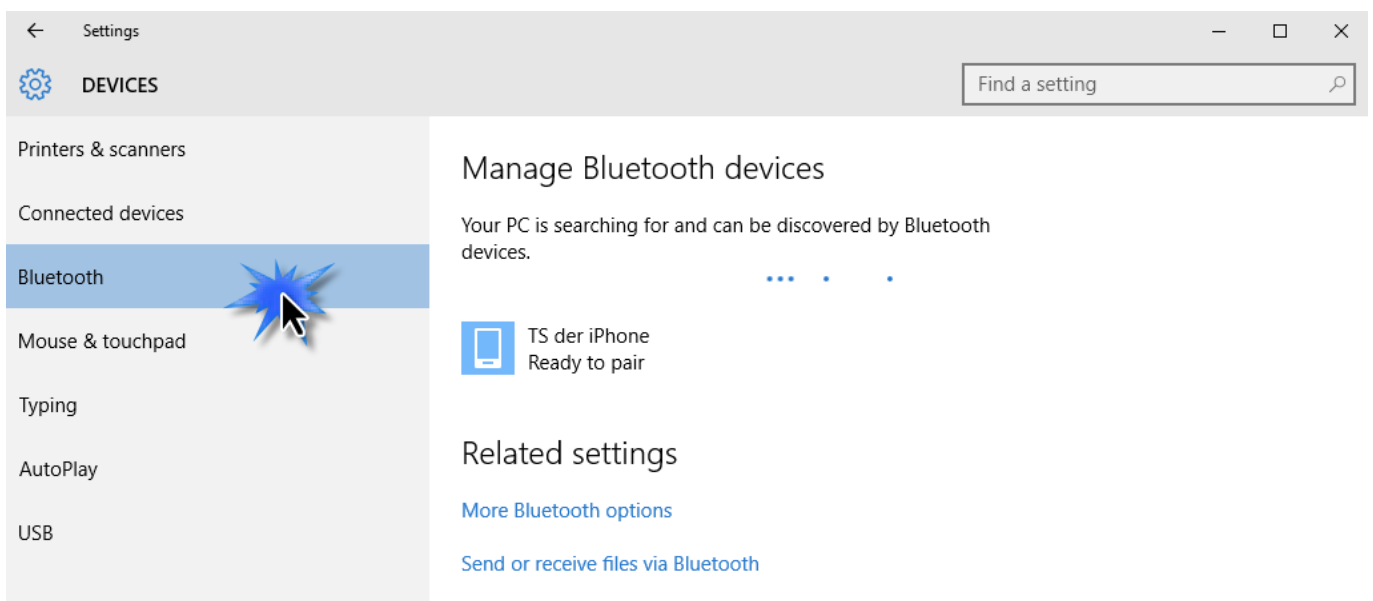 Settings
DEVICES
Find a setting
Printers & scanners
Connected devices
Bluetooth
Mouse & touchpad
Typing
AutoPlay
USB
Manage Bluetooth devices
Your PC is searching for and can be discovered by Bluetooth
devices.
TS der iPhone
Ready to pair
Related settings
More Bluetooth options
Send or receive files via Bluetooth